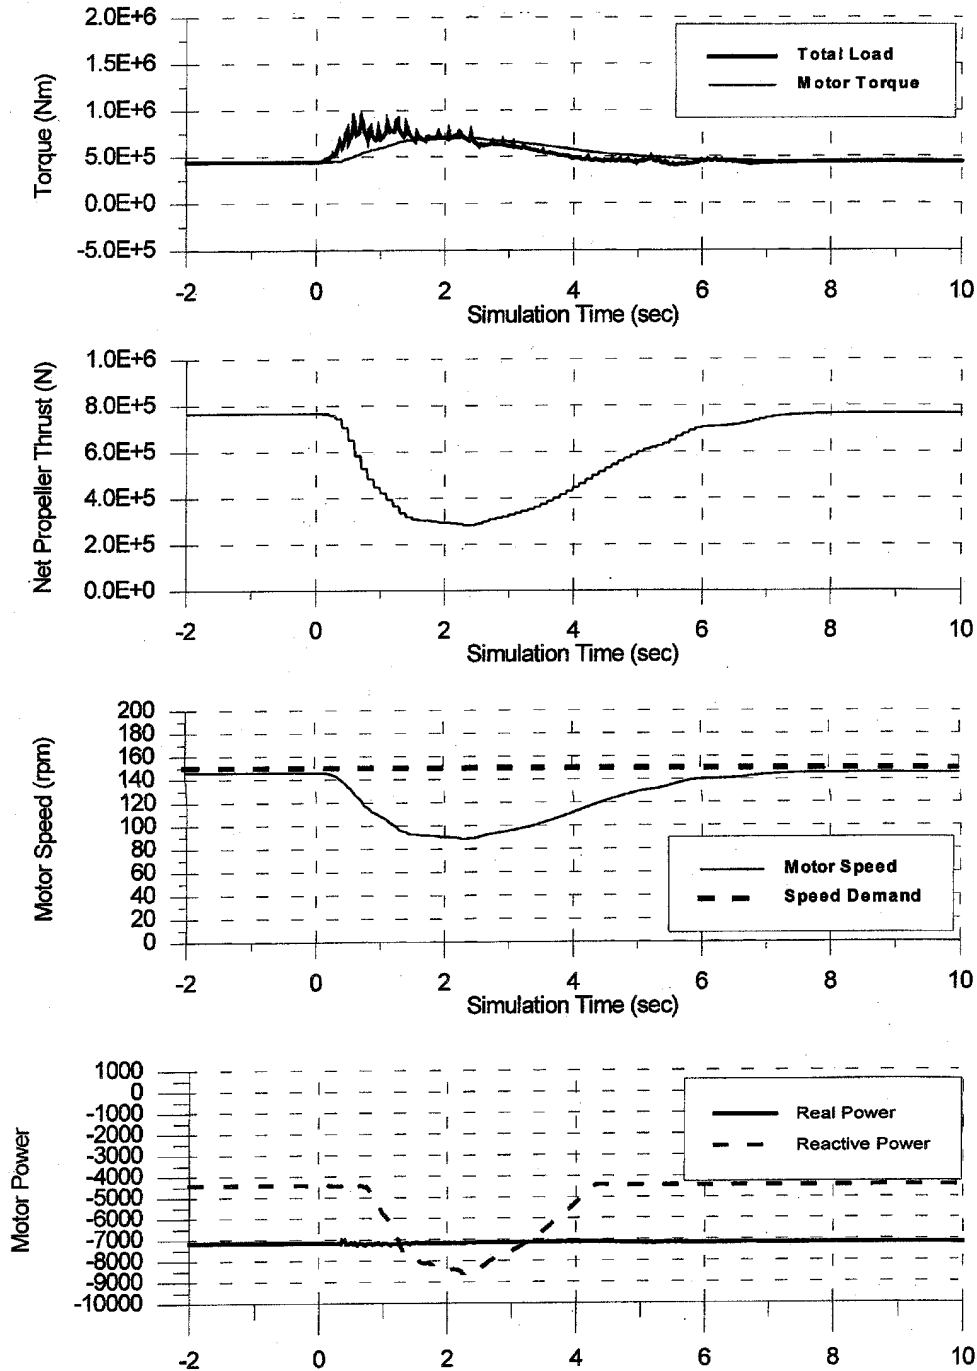 2.0E+6
1.5E+6
1.0E+6
5.0E+5
0.0E+0
-5.0E+5
Torque (Nm)
Total Load
Motor Torque
-2 0 2 4 6 8 10
Simulation Time (sec)
1.0E+6
8.0E+5
6.0E+5
4.0E+5
2.0E+5
0.0E+0
Net Propeller Thrust (N)
-2 0 2 4 6 8 10
Simulation Time (sec)
200
180
160
140
120
100
80
60
40
20
0
Motor Speed (rpm)
Motor Speed
Speed Demand
-2 0 2 4 6 8 10
Simulation Time (sec)
1000
0
-1000
-2000
-3000
-4000
-5000
-6000
-7000
-8000
-9000
-10000
Motor Power
Real Power
Reactive Power
-2 0 2 4 6 8 10